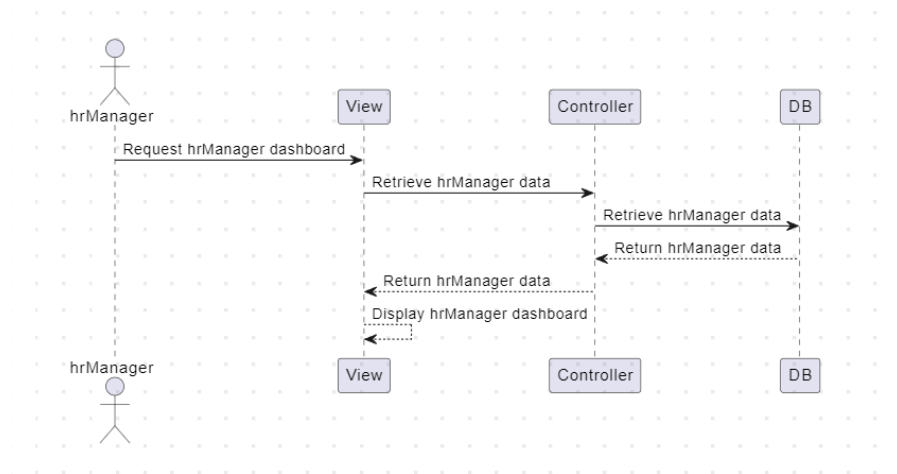 hrManager
View
Controller
DB
Request hrManager dashboard
Retrieve hrManager data
Retrieve hrManager data
Return hrManager data
Return hrManager data
Display hrManager dashboard
hrManager
View
Controller
DB